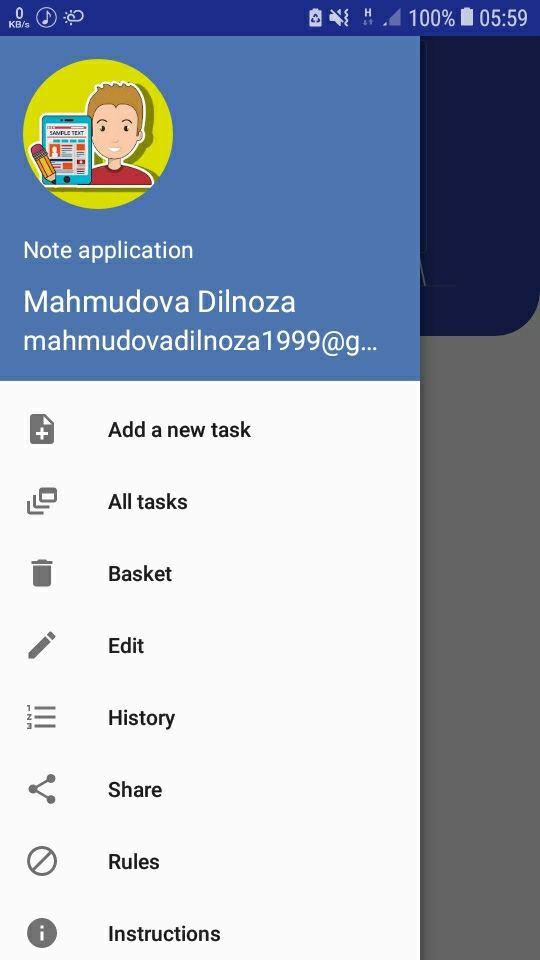 0
KB/s
H
100%
05:59
SAMPLE TEXT
Note application
Mahmudova Dilnoza
mahmudovadilnoza1999@g...
Add a new task
All tasks
Basket
Edit
History
Share
Rules
Instructions